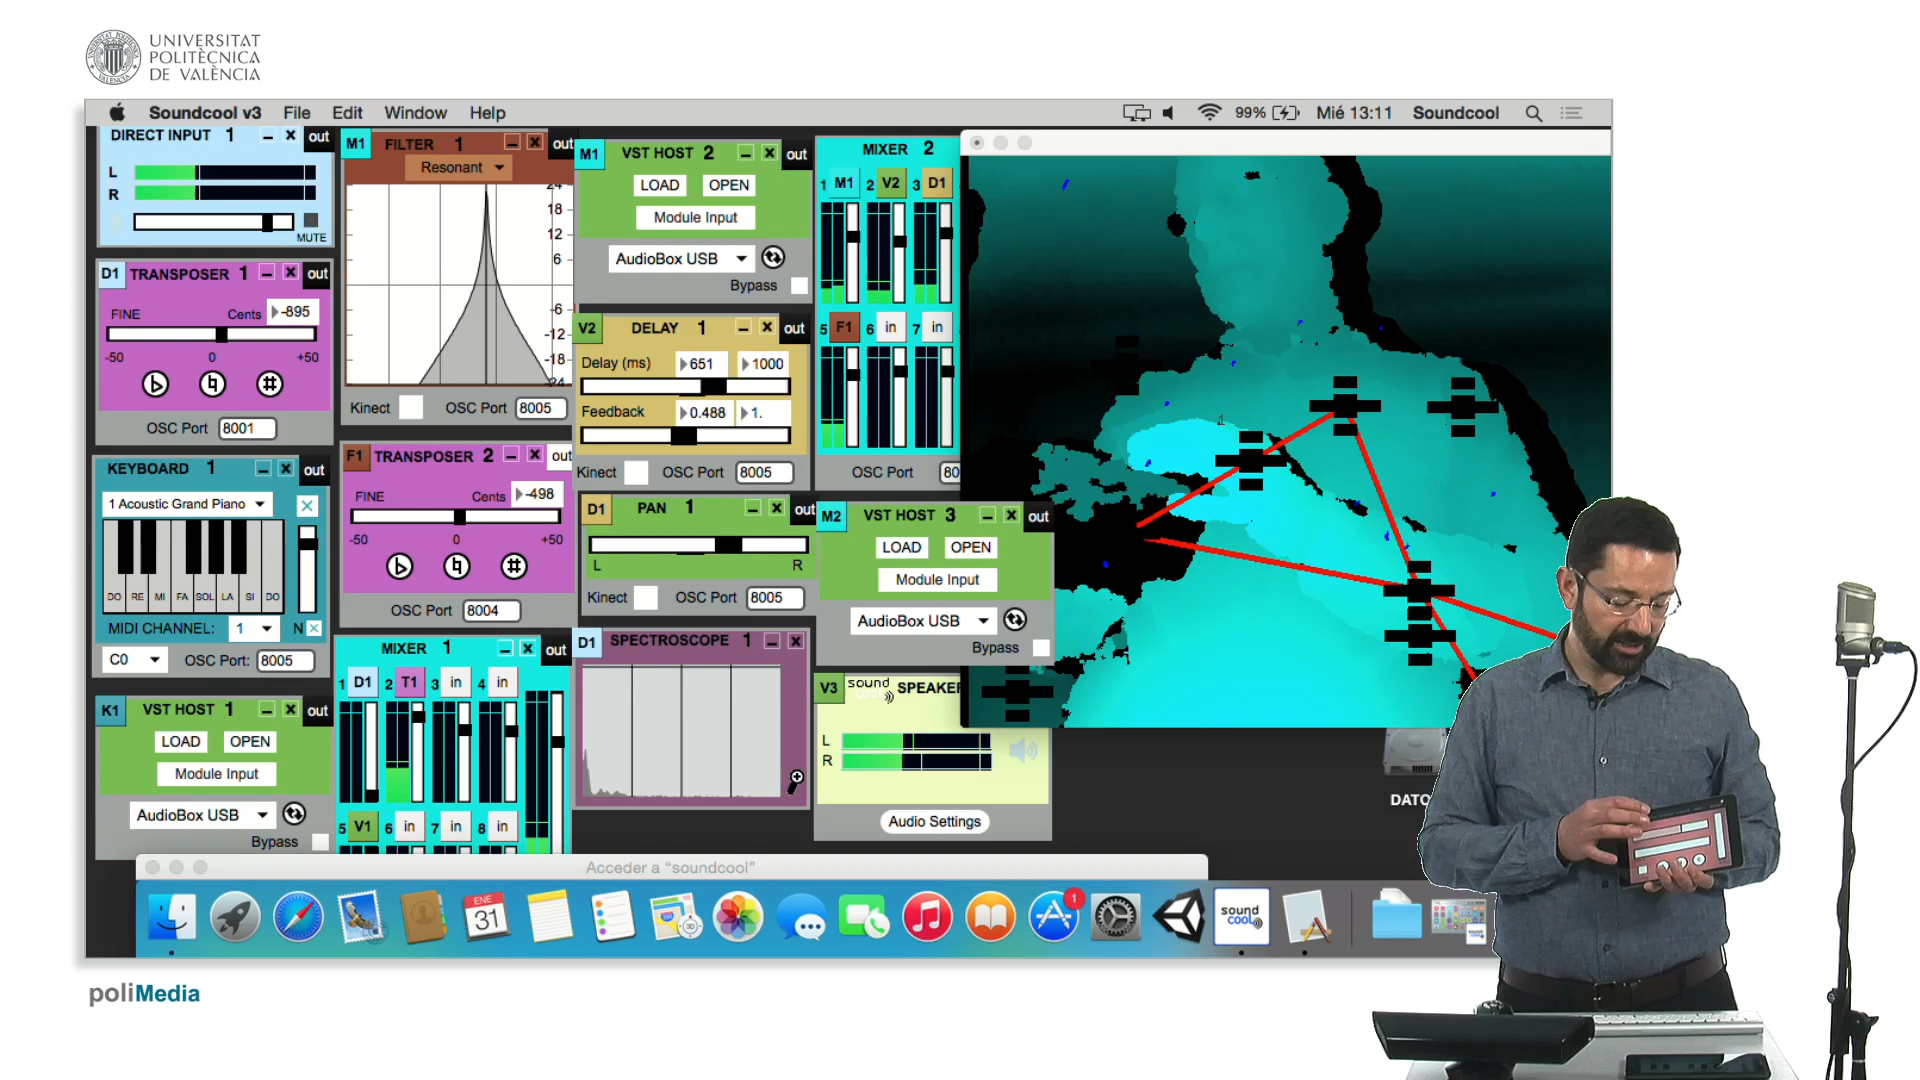 UNIVERSITAT
POLITÈCNICA
DE VALÈNCIA
Soundcool v3 File Edit Window Help 99% Mié 13:11 Soundcool
DIRECT INPUT 1 out
L
R
MUTE
D1 TRANSPOSER 1 out
FINE Cents -895
-50 0 +50
OSC Port 8001
KEYBOARD 1 out
1 Acoustic Grand Piano
DO RE MI FA SOL LA SI DO
MIDI CHANNEL: 1 N
C0 OSC Port: 8005
K1 VST HOST 1 out
LOAD OPEN
Module Input
AudioBox USB
Bypass
M1 FILTER 1 out
Resonant
24
18
12
6
-6
-12
-18
-24
Kinect OSC Port 8005
F1 TRANSPOSER 2 out
FINE Cents -498
-50 0 +50
OSC Port 8004
MIXER 1 out
1 D1 2 T1 3 in 4 in
5 V1 6 in 7 in 8 in
M1 VST HOST 2 out
LOAD OPEN
Module Input
AudioBox USB
Bypass
V2 DELAY 1 out
Delay (ms) 651 1000
Feedback 0.488 1.
Kinect OSC Port 8005
D1 PAN 1 out
L R
Kinect OSC Port 8005
D1 SPECTROSCOPE 1
MIXER 2
1 M1 2 V2 3 D1
5 F1 6 in 7 in
OSC Port 80
M2 VST HOST 3 out
LOAD OPEN
Module Input
AudioBox USB
Bypass
V3 sound SPEAKER
L
R
Audio Settings
1
DATO
Acceder a “soundcool”
ENE
31
1
sound
cool
poliMedia